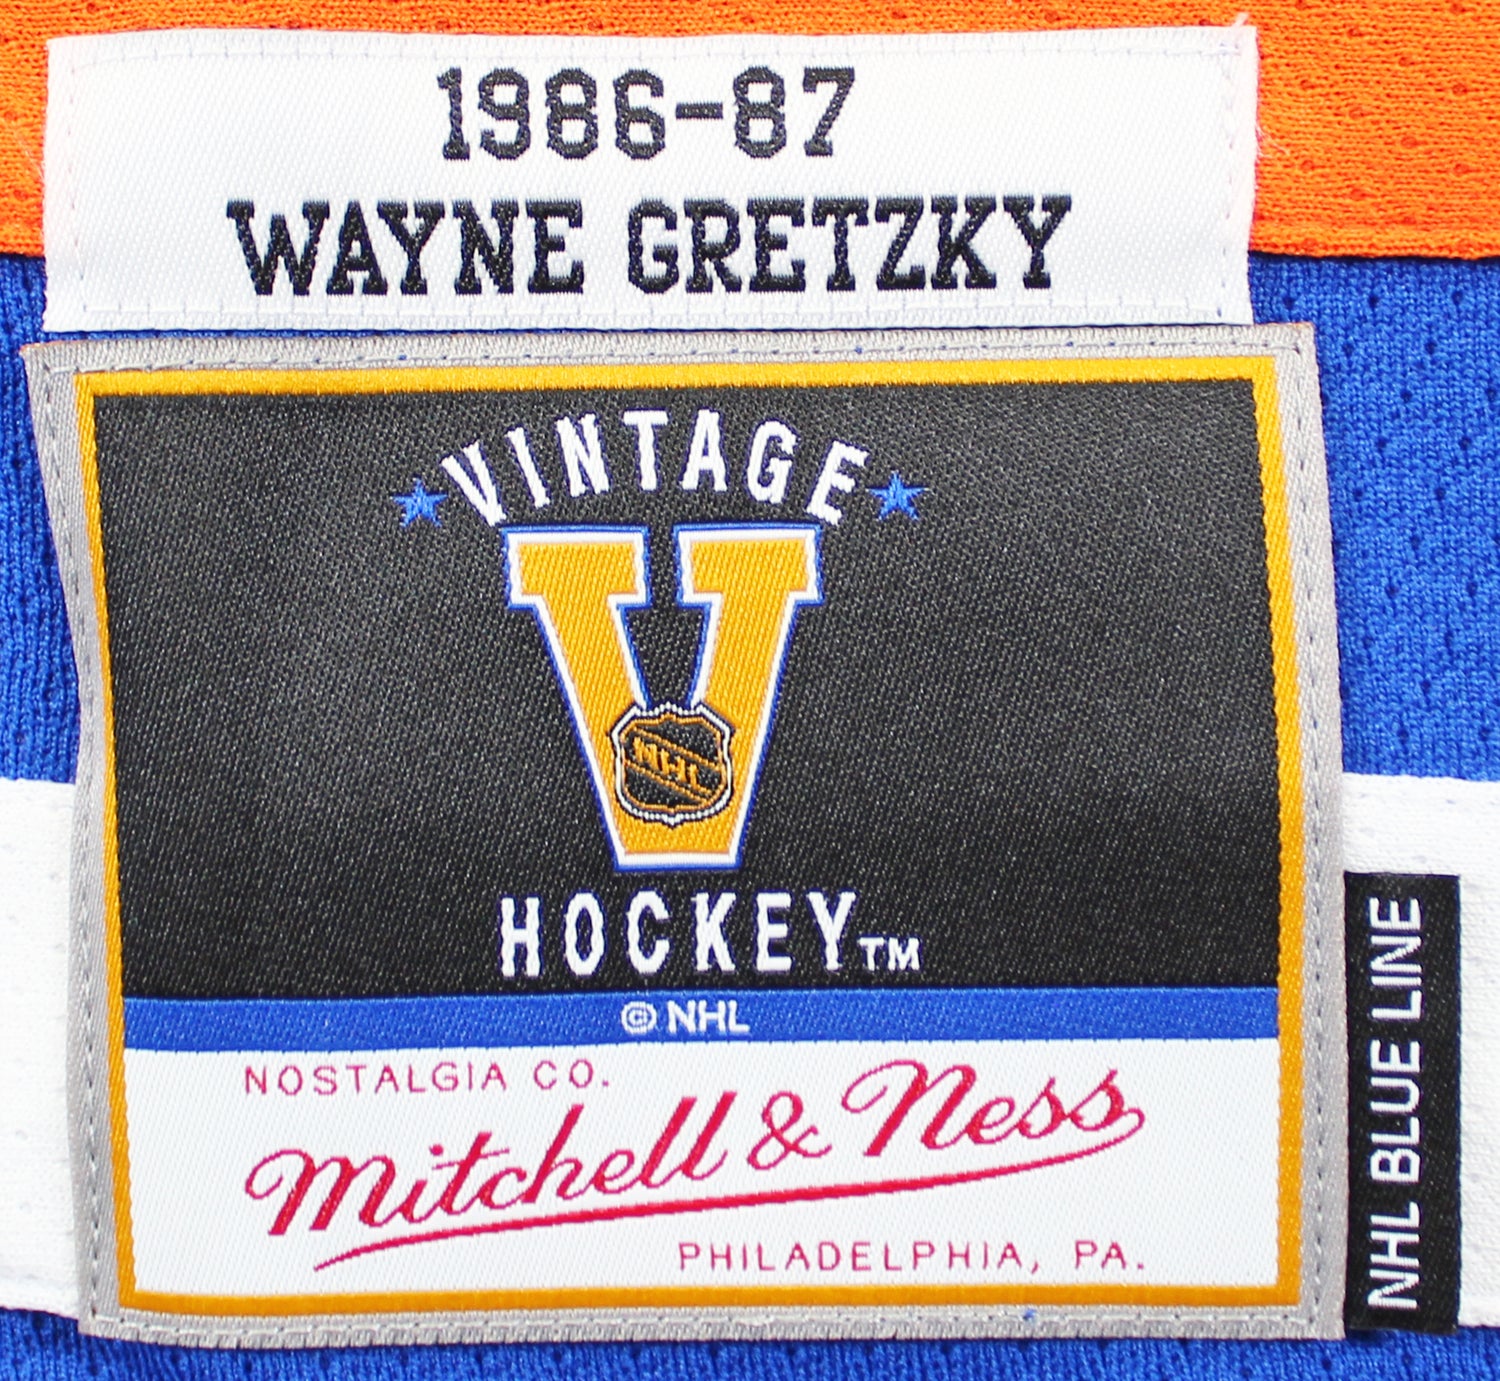 1986-87
WAYNE GRETZKY
VINTAGE
V
NHL
HOCKEY™
© NHL
NOSTALGIA CO.
Mitchell & Ness
PHILADELPHIA, PA.
NHL BLUE LINE